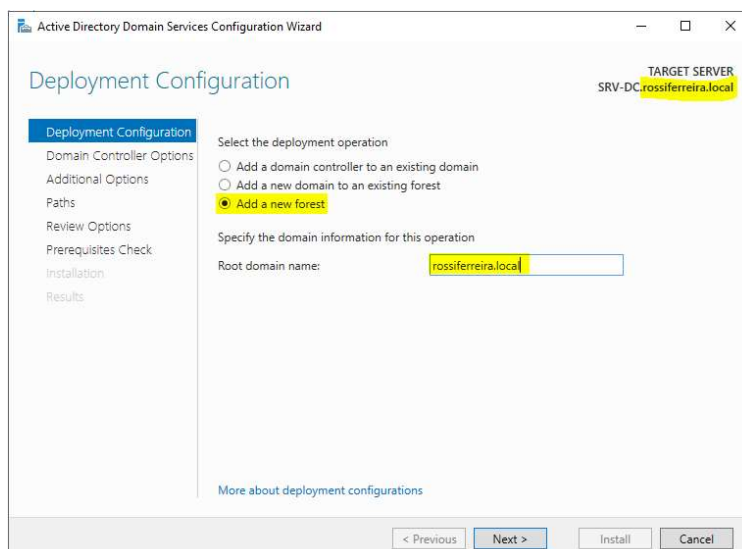 Active Directory Domain Services Configuration Wizard
Deployment Configuration
TARGET SERVER
SRV-DC.rossiferreira.local
Deployment Configuration
Domain Controller Options
Additional Options
Paths
Review Options
Prerequisites Check
Installation
Results
Select the deployment operation
Add a domain controller to an existing domain
Add a new domain to an existing forest
Add a new forest
Specify the domain information for this operation
Root domain name:
rossiferreira.local
More about deployment configurations
< Previous
Next >
Install
Cancel